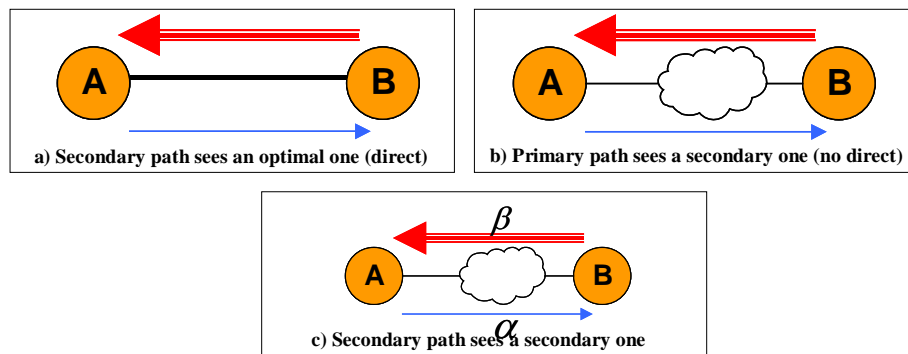 A B
a) Secondary path sees an optimal one (direct)
A B
b) Primary path sees a secondary one (no direct)
β
A B
α
c) Secondary path sees a secondary one